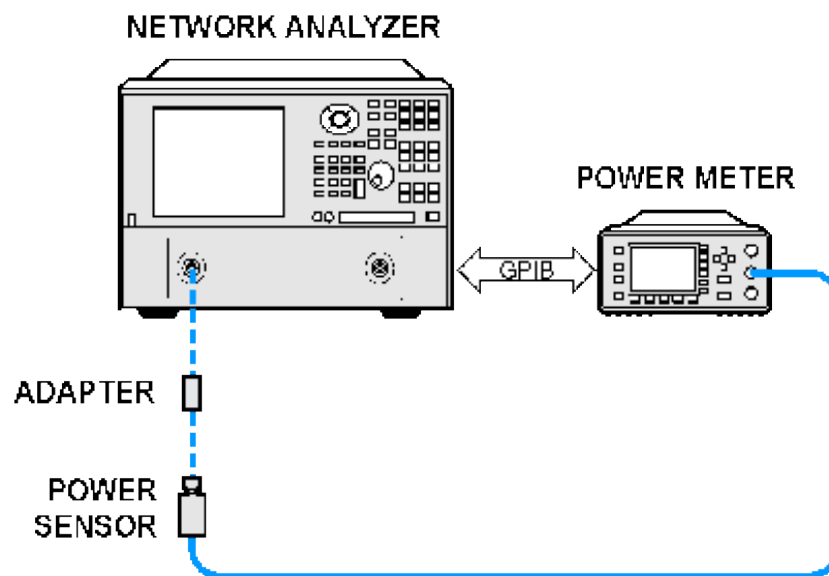 NETWORK ANALYZER
POWER METER
GPIB
ADAPTER
POWER
SENSOR